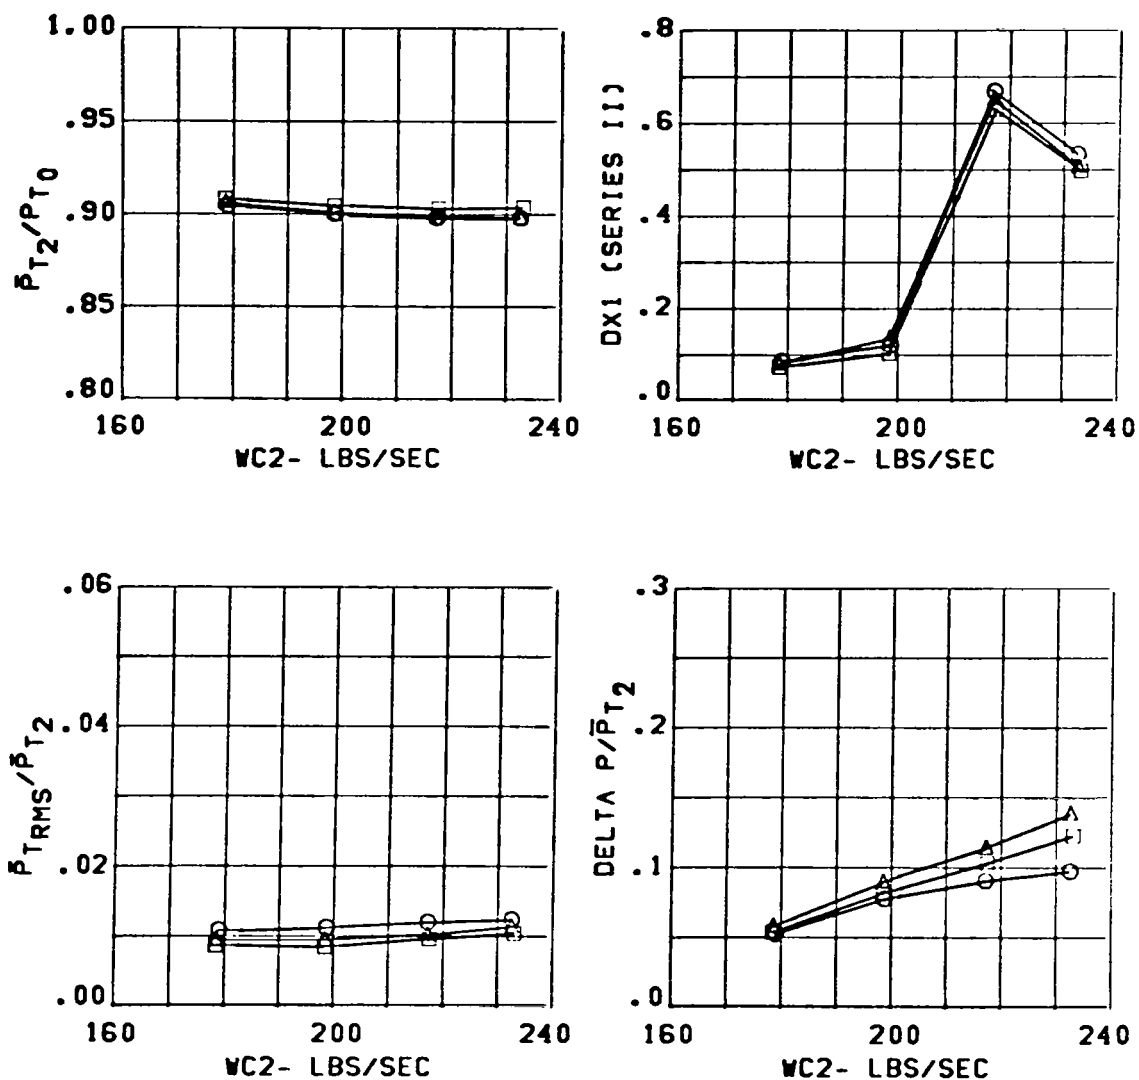 1.00
.95
.90
.85
.80
P̄T2/PT0
160 200 240
WC2- LBS/SEC
.8
.6
.4
.2
.0
DX1 (SERIES II)
160 200 240
WC2- LBS/SEC
.06
.04
.02
.00
P̄TRMS/P̄T2
160 200 240
WC2- LBS/SEC
.3
.2
.1
.0
DELTA P/P̄T2
160 200 240
WC2- LBS/SEC